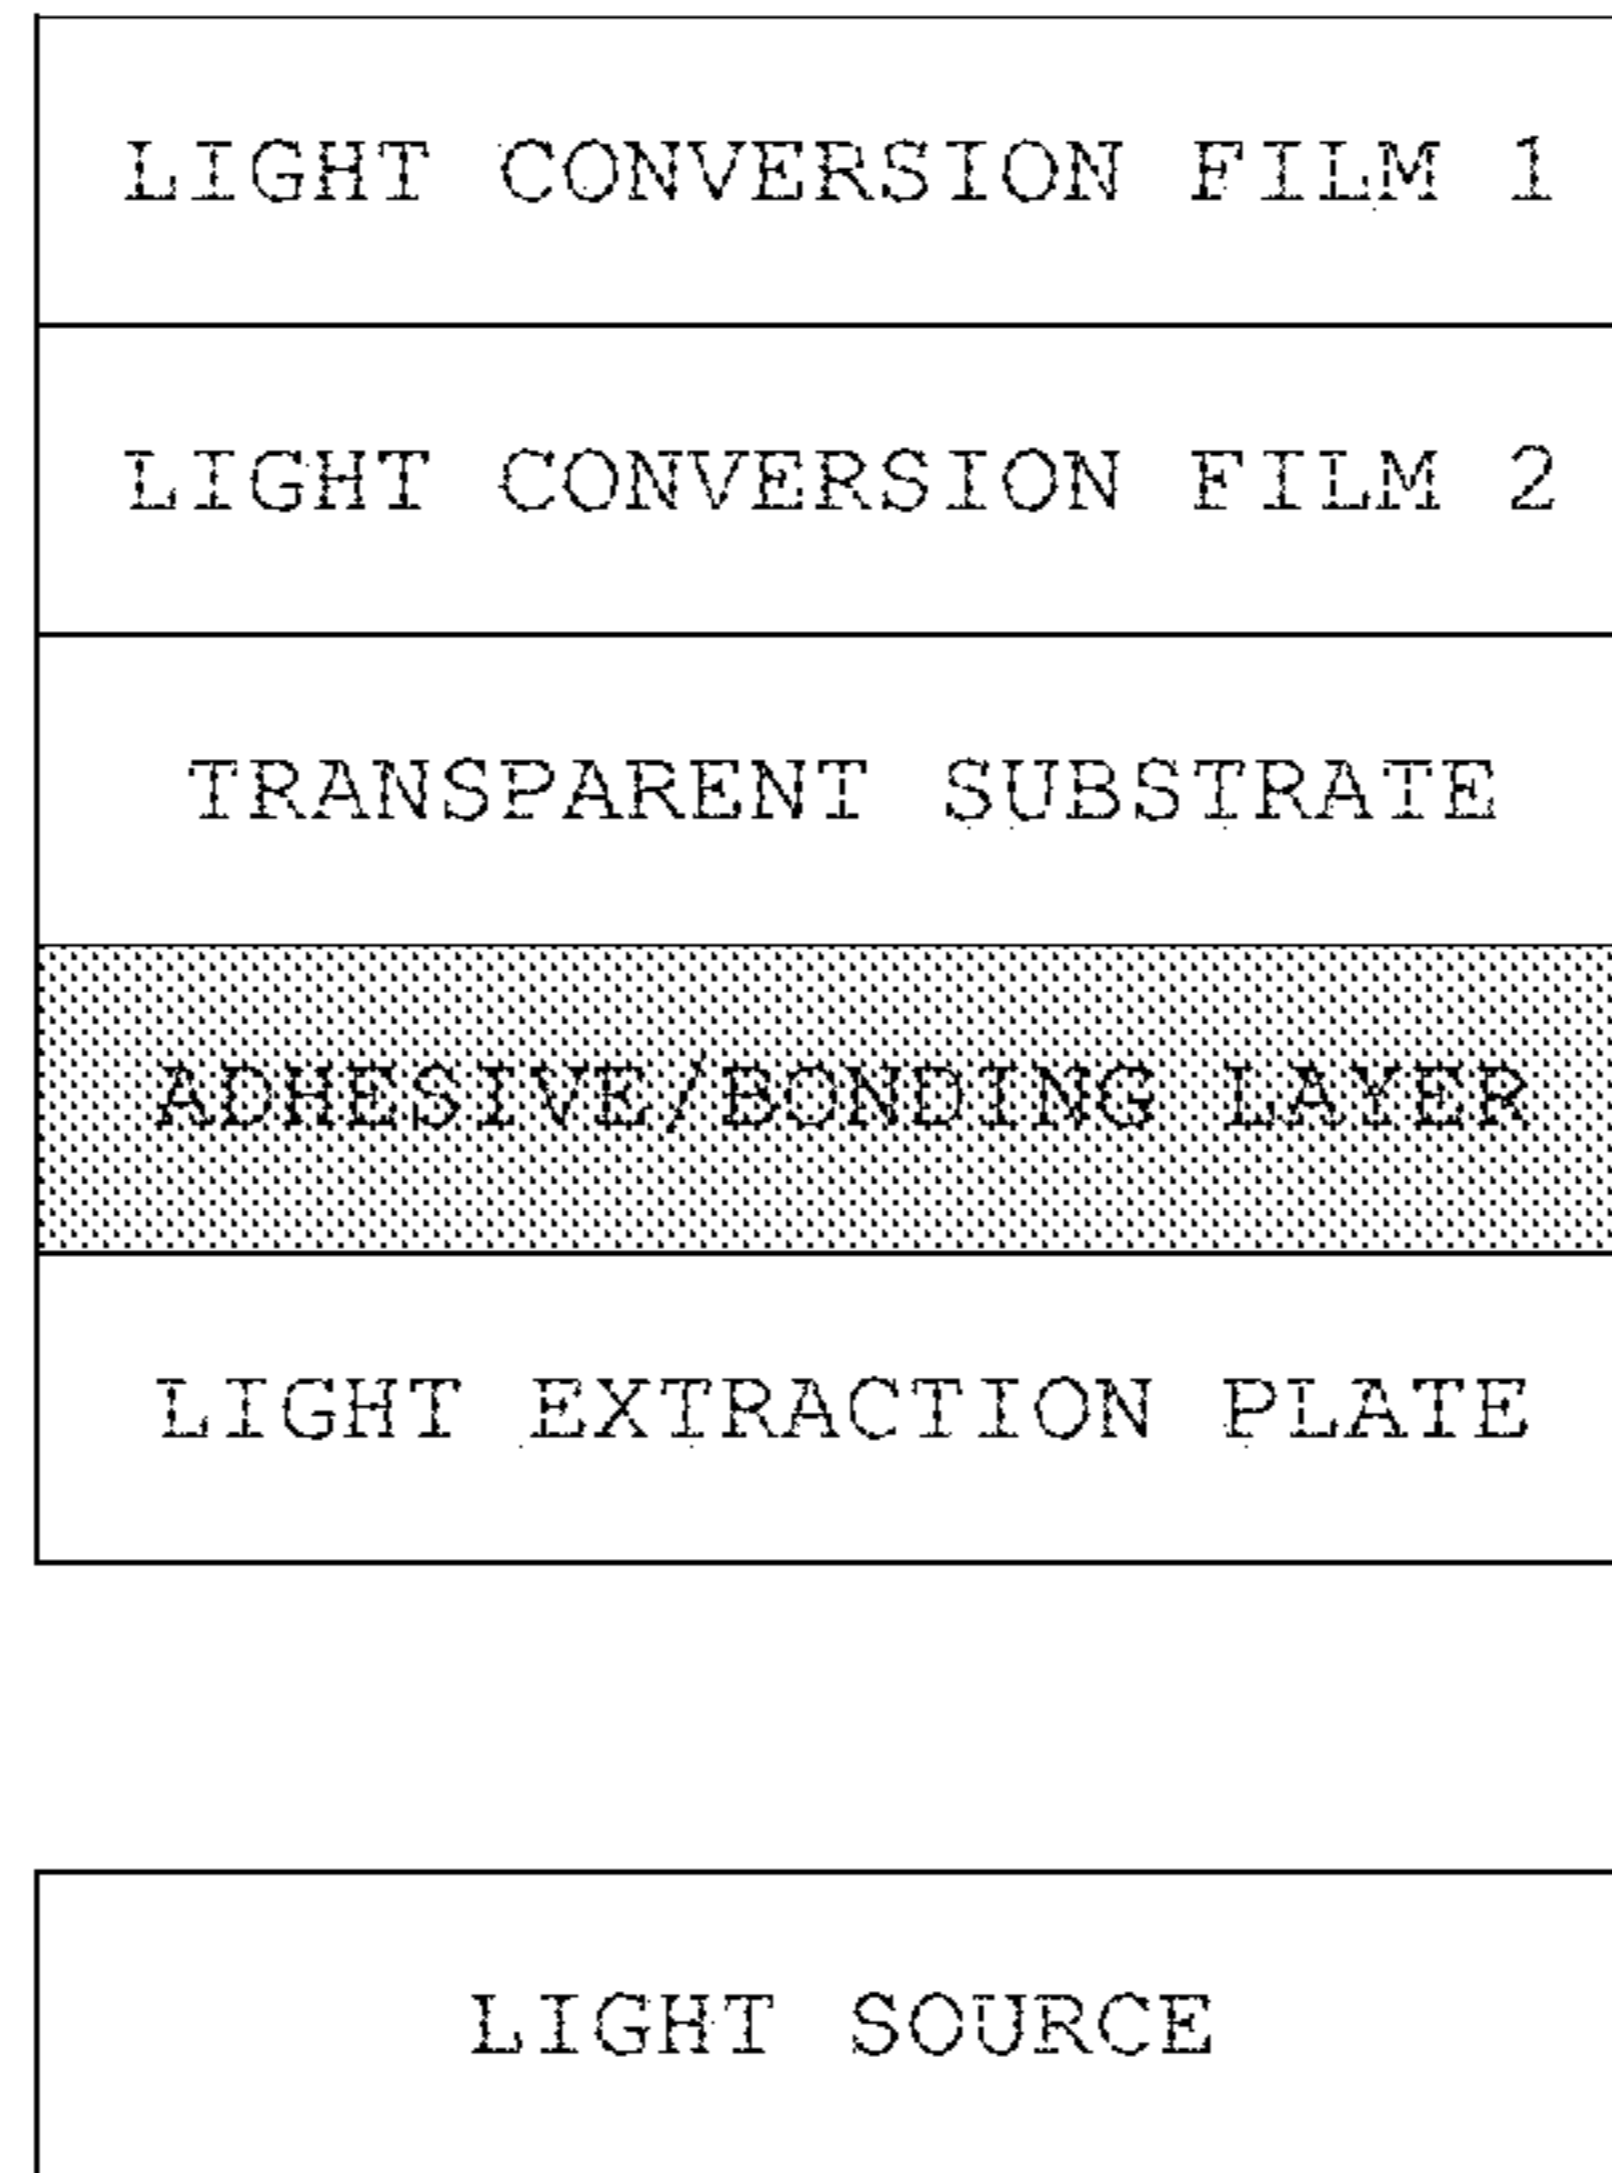 LIGHT CONVERSION FILM 1
LIGHT CONVERSION FILM 2
TRANSPARENT SUBSTRATE
ADHESIVE/BONDING LAYER
LIGHT EXTRACTION PLATE
LIGHT SOURCE